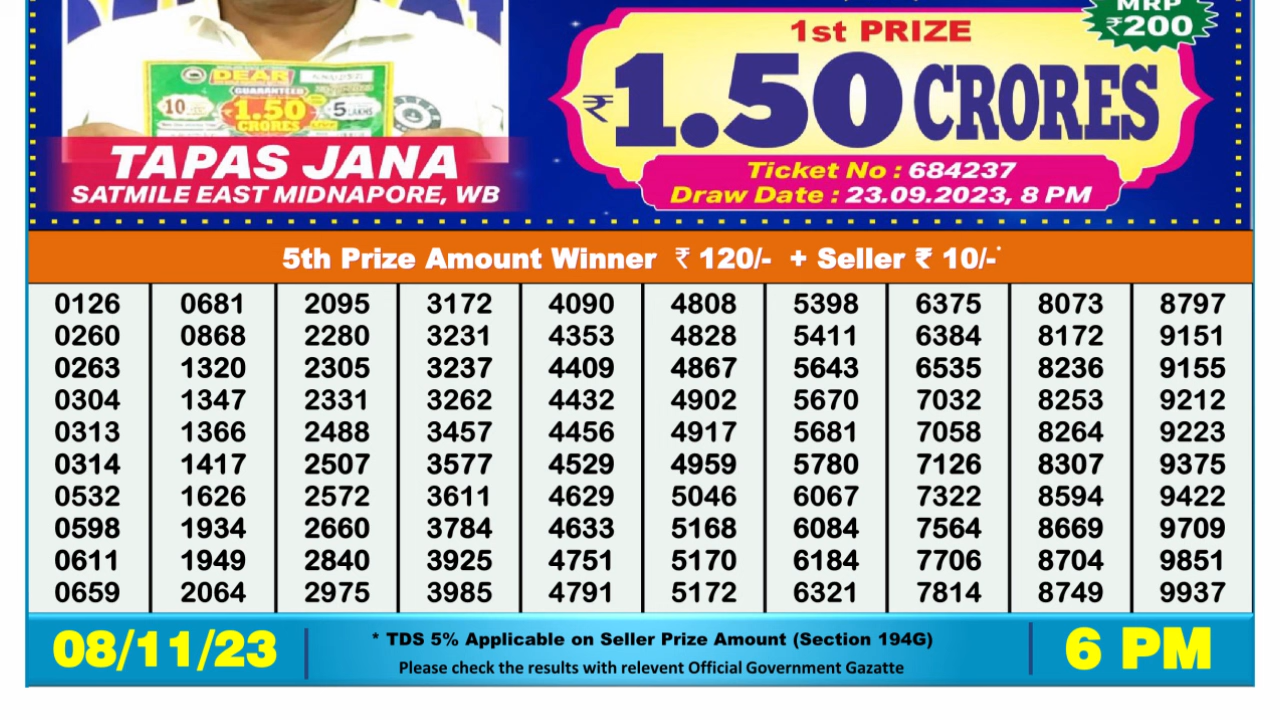 MRP
₹200
1st PRIZE
₹1.50 CRORES
Ticket No : 684237
Draw Date : 23.09.2023, 8 PM
DEAR
GUARANTEED
10
₹1.50
CRORES
5 LAKHS
TAPAS JANA
SATMILE EAST MIDNAPORE, WB
5th Prize Amount Winner ₹ 120/- + Seller ₹ 10/-*
0126 0681 2095 3172 4090 4808 5398 6375 8073 8797
0260 0868 2280 3231 4353 4828 5411 6384 8172 9151
0263 1320 2305 3237 4409 4867 5643 6535 8236 9155
0304 1347 2331 3262 4432 4902 5670 7032 8253 9212
0313 1366 2488 3457 4456 4917 5681 7058 8264 9223
0314 1417 2507 3577 4529 4959 5780 7126 8307 9375
0532 1626 2572 3611 4629 5046 6067 7322 8594 9422
0598 1934 2660 3784 4633 5168 6084 7564 8669 9709
0611 1949 2840 3925 4751 5170 6184 7706 8704 9851
0659 2064 2975 3985 4791 5172 6321 7814 8749 9937
08/11/23
* TDS 5% Applicable on Seller Prize Amount (Section 194G)
Please check the results with relevent Official Government Gazatte
6 PM